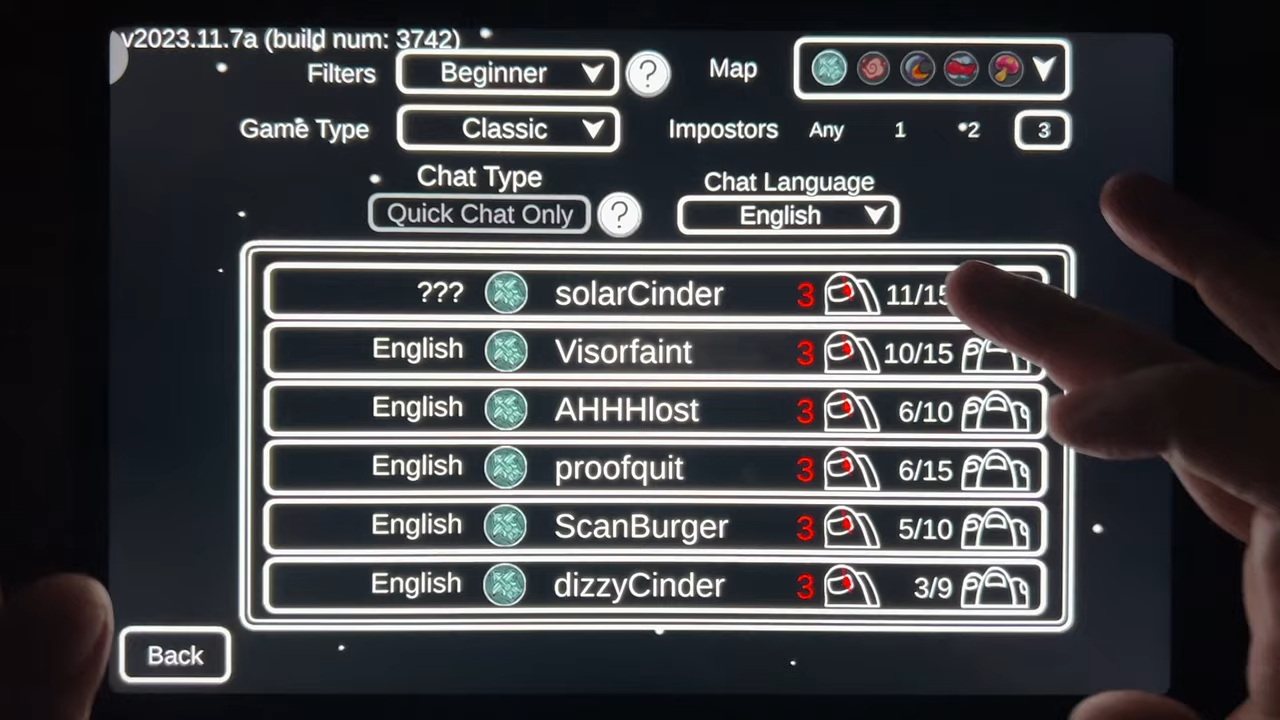 v2023.11.7a (build num: 3742)
Filters Beginner ? Map
Game Type Classic Impostors Any 1 2 3
Chat Type Chat Language
Quick Chat Only ? English
??? solarCinder 3 11/15
English Visorfaint 3 10/15
English AHHHlost 3 6/10
English proofquit 3 6/15
English ScanBurger 3 5/10
English dizzyCinder 3 3/9
Back